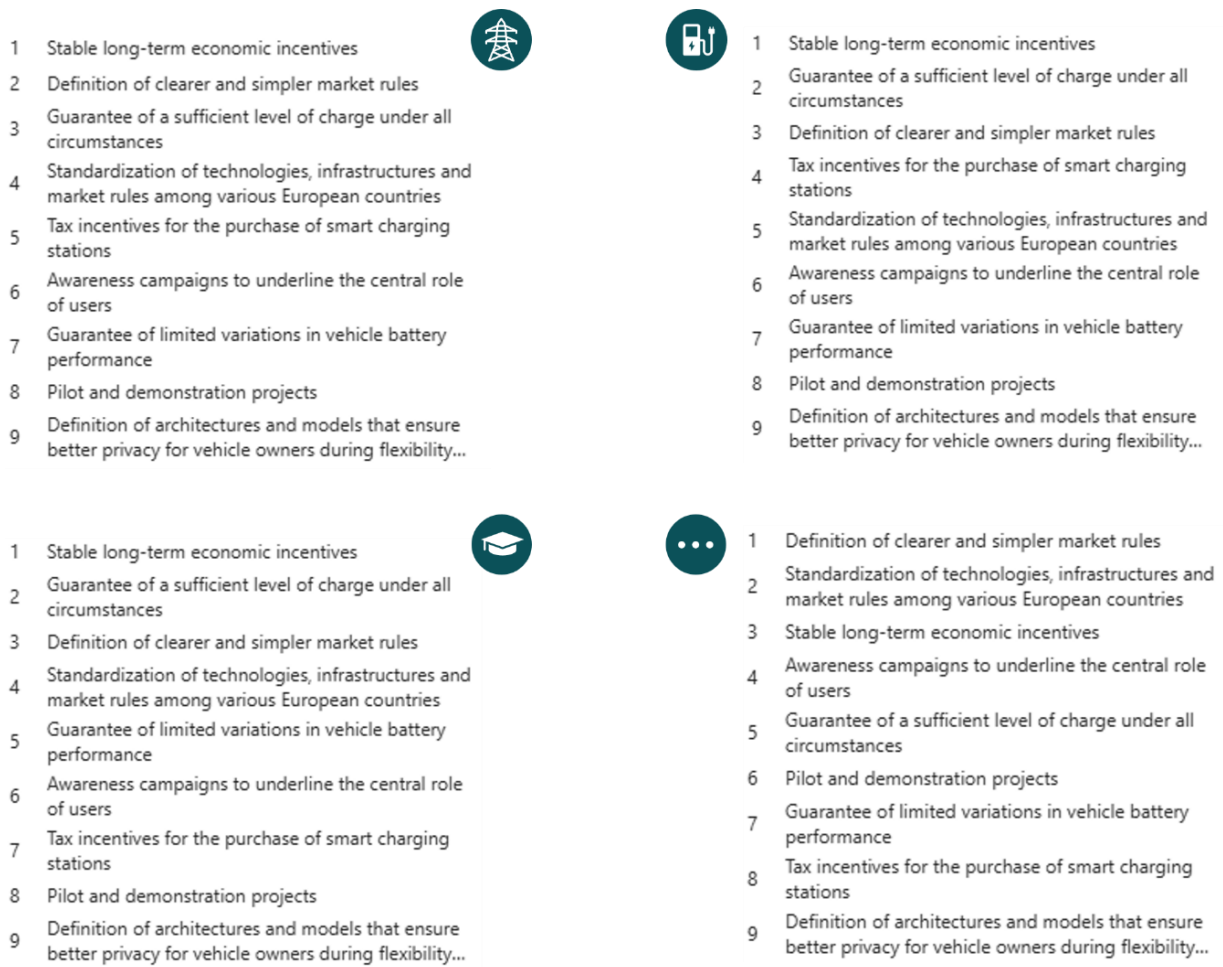 1 Stable long-term economic incentives
2 Definition of clearer and simpler market rules
3 Guarantee of a sufficient level of charge under all
circumstances
4 Standardization of technologies, infrastructures and
market rules among various European countries
5 Tax incentives for the purchase of smart charging
stations
6 Awareness campaigns to underline the central role
of users
7 Guarantee of limited variations in vehicle battery
performance
8 Pilot and demonstration projects
9 Definition of architectures and models that ensure
better privacy for vehicle owners during flexibility...
1 Stable long-term economic incentives
2 Guarantee of a sufficient level of charge under all
circumstances
3 Definition of clearer and simpler market rules
4 Tax incentives for the purchase of smart charging
stations
5 Standardization of technologies, infrastructures and
market rules among various European countries
6 Awareness campaigns to underline the central role
of users
7 Guarantee of limited variations in vehicle battery
performance
8 Pilot and demonstration projects
9 Definition of architectures and models that ensure
better privacy for vehicle owners during flexibility...
1 Stable long-term economic incentives
2 Guarantee of a sufficient level of charge under all
circumstances
3 Definition of clearer and simpler market rules
4 Standardization of technologies, infrastructures and
market rules among various European countries
5 Guarantee of limited variations in vehicle battery
performance
6 Awareness campaigns to underline the central role
of users
7 Tax incentives for the purchase of smart charging
stations
8 Pilot and demonstration projects
9 Definition of architectures and models that ensure
better privacy for vehicle owners during flexibility...
1 Definition of clearer and simpler market rules
2 Standardization of technologies, infrastructures and
market rules among various European countries
3 Stable long-term economic incentives
4 Awareness campaigns to underline the central role
of users
5 Guarantee of a sufficient level of charge under all
circumstances
6 Pilot and demonstration projects
7 Guarantee of limited variations in vehicle battery
performance
8 Tax incentives for the purchase of smart charging
stations
9 Definition of architectures and models that ensure
better privacy for vehicle owners during flexibility...